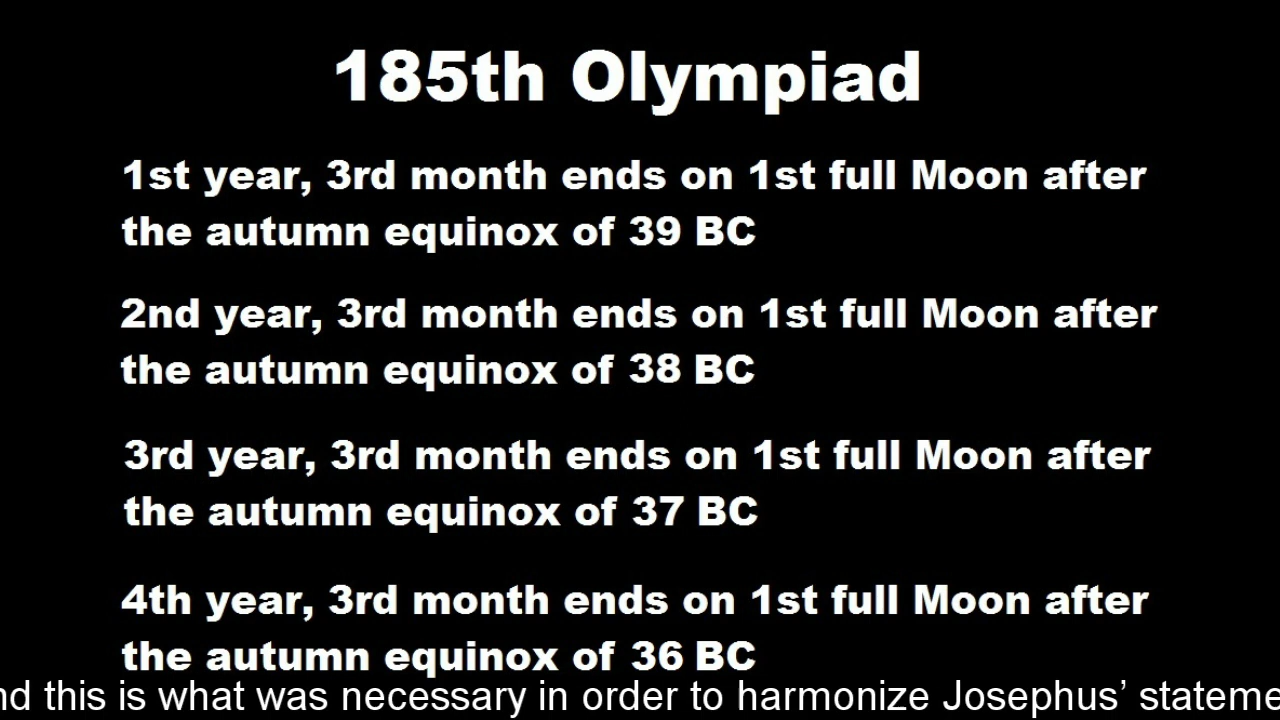 185th Olympiad
1st year, 3rd month ends on 1st full Moon after
the autumn equinox of 39 BC
2nd year, 3rd month ends on 1st full Moon after
the autumn equinox of 38 BC
3rd year, 3rd month ends on 1st full Moon after
the autumn equinox of 37 BC
4th year, 3rd month ends on 1st full Moon after
the autumn equinox of 36 BC
this is what was necessary in order to harmonize Josephus’